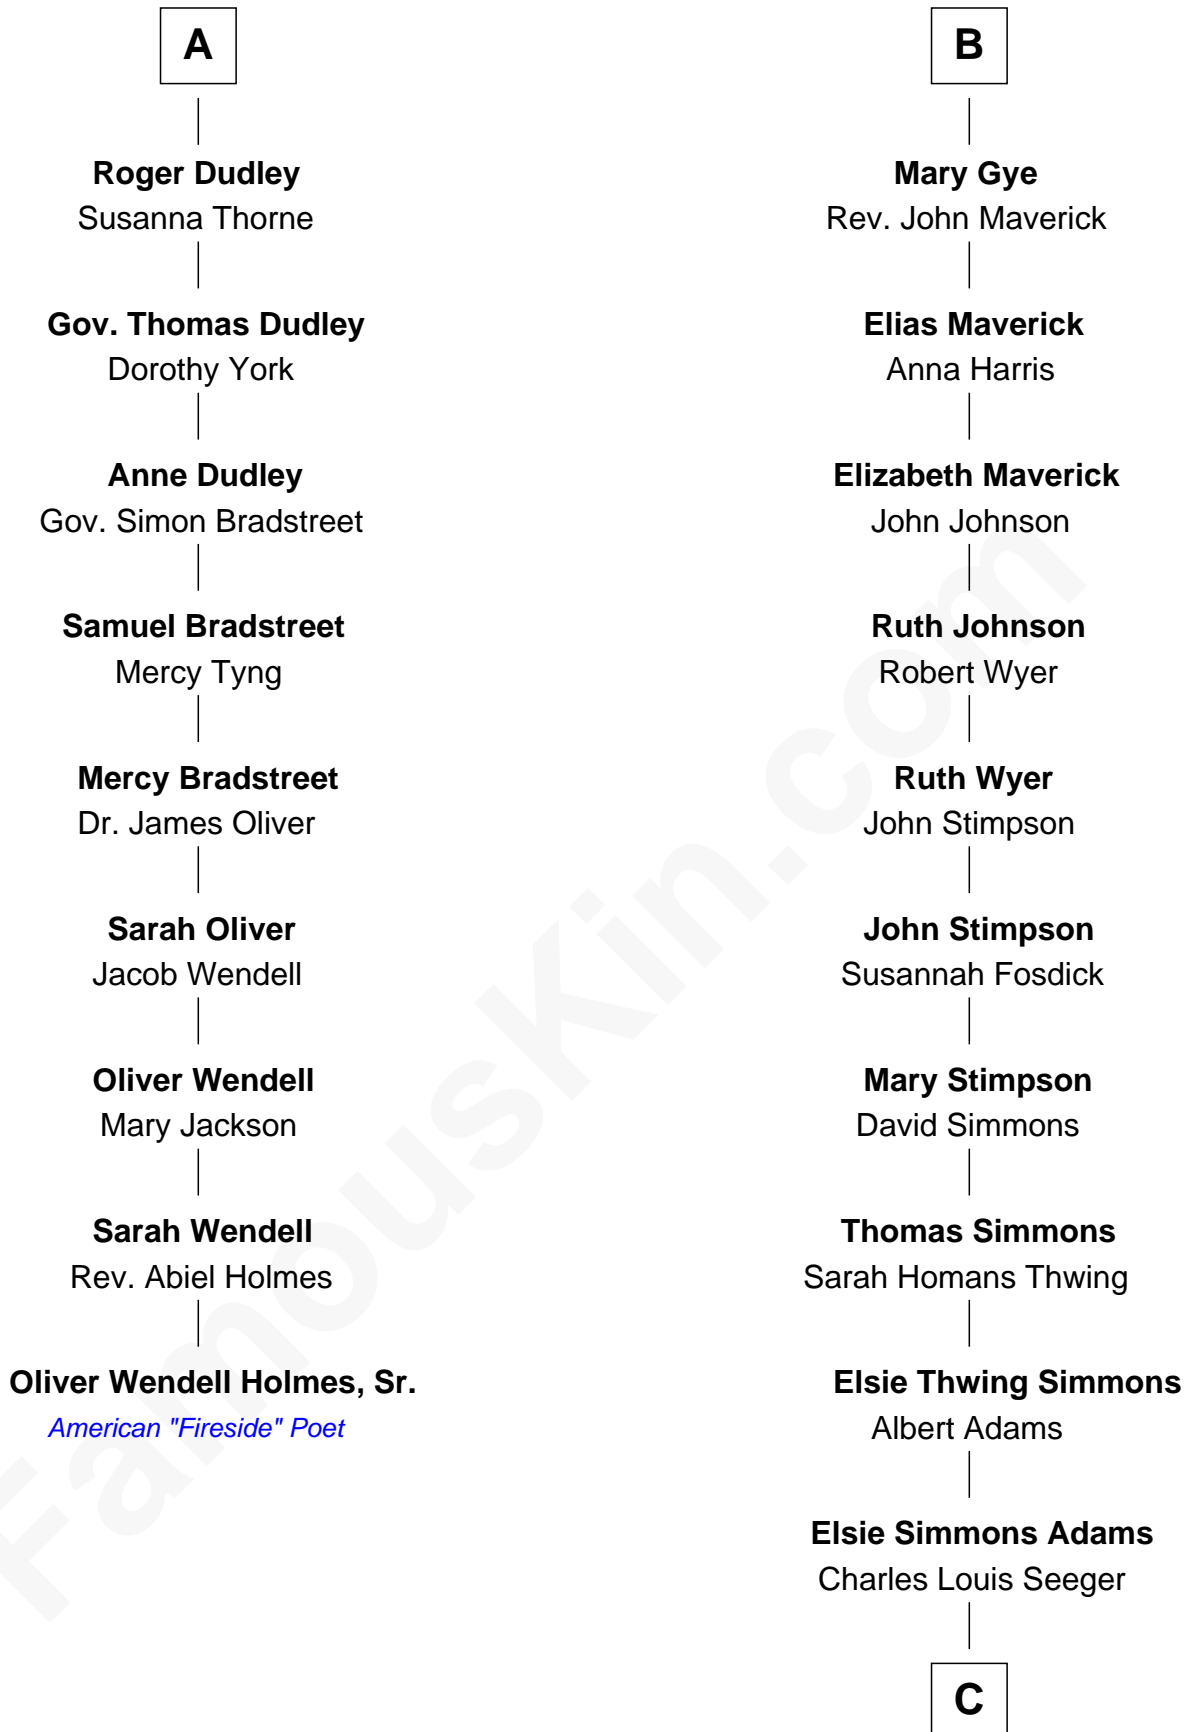 A
Roger Dudley
Susanna Thorne
Gov. Thomas Dudley
Dorothy York
Anne Dudley
Gov. Simon Bradstreet
Samuel Bradstreet
Mercy Tyng
Mercy Bradstreet
Dr. James Oliver
Sarah Oliver
Jacob Wendell
Oliver Wendell
Mary Jackson
Sarah Wendell
Rev. Abiel Holmes
Oliver Wendell Holmes, Sr.
American "Fireside" Poet
B
Mary Gye
Rev. John Maverick
Elias Maverick
Anna Harris
Elizabeth Maverick
John Johnson
Ruth Johnson
Robert Wyer
Ruth Wyer
John Stimpson
John Stimpson
Susannah Fosdick
Mary Stimpson
David Simmons
Thomas Simmons
Sarah Homans Thwing
Elsie Thwing Simmons
Albert Adams
Elsie Simmons Adams
Charles Louis Seeger
C
FamousKin.com